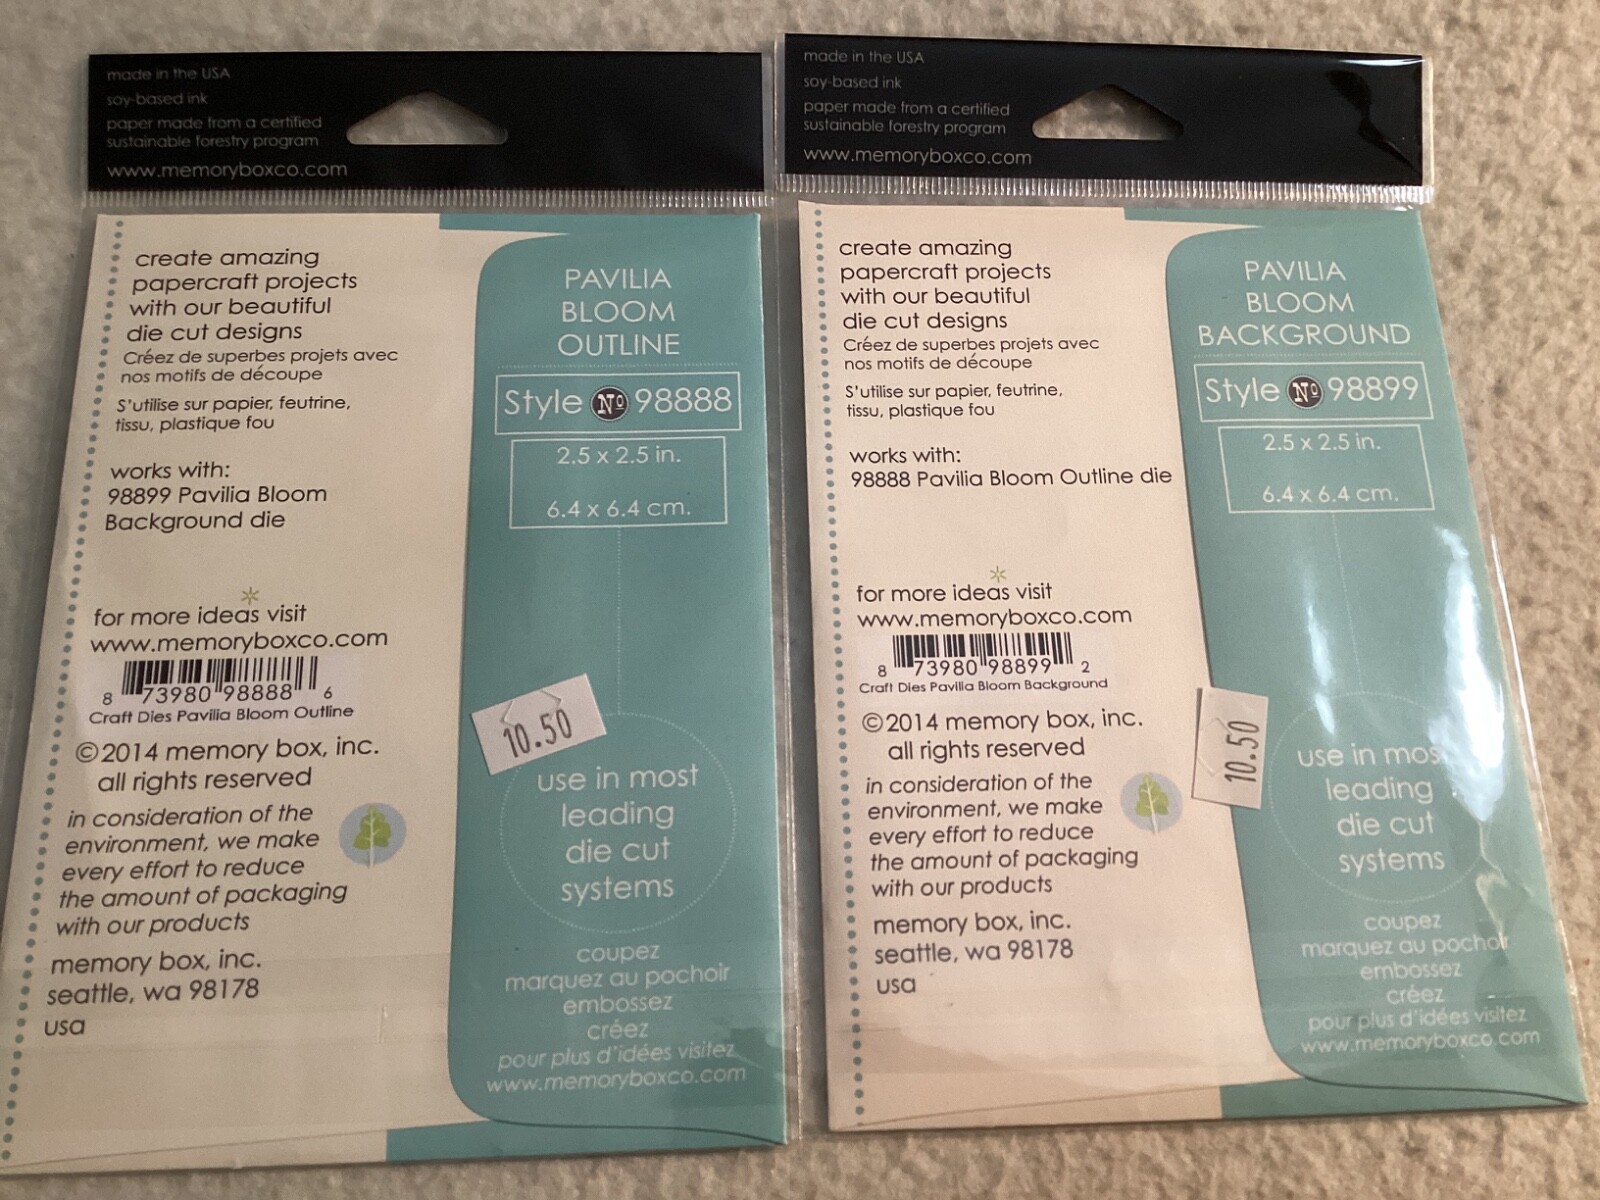 made in the USA
soy-based ink
paper made from a certified
sustainable forestry program
www.memoryboxco.com
create amazing
papercraft projects
with our beautiful
die cut designs
Créez de superbes projets avec
nos motifs de découpe
S'utilise sur papier, feutrine,
tissu, plastique fou
works with:
98899 Pavilia Bloom
Background die
for more ideas visit
www.memoryboxco.com
8 73980 98888 6
Craft Dies Pavilia Bloom Outline
©2014 memory box, inc.
all rights reserved
in consideration of the
environment, we make
every effort to reduce
the amount of packaging
with our products
memory box, inc.
seattle, wa 98178
usa
PAVILIA
BLOOM
OUTLINE
Style No 98888
2.5 x 2.5 in.
6.4 x 6.4 cm.
10.50
use in most
leading
die cut
systems
coupez
marquez au pochoir
embossez
créez
pour plus d'idées visitez
www.memoryboxco.com
made in the USA
soy-based ink
paper made from a certified
sustainable forestry program
www.memoryboxco.com
create amazing
papercraft projects
with our beautiful
die cut designs
Créez de superbes projets avec
nos motifs de découpe
S'utilise sur papier, feutrine,
tissu, plastique fou
works with:
98888 Pavilia Bloom Outline die
for more ideas visit
www.memoryboxco.com
8 73980 98899 2
Craft Dies Pavilia Bloom Background
©2014 memory box, inc.
all rights reserved
in consideration of the
environment, we make
every effort to reduce
the amount of packaging
with our products
memory box, inc.
seattle, wa 98178
usa
PAVILIA
BLOOM
BACKGROUND
Style No 98899
2.5 x 2.5 in.
6.4 x 6.4 cm.
10.50
use in most
leading
die cut
systems
coupez
marquez au pochoir
embossez
créez
pour plus d'idées visitez
www.memoryboxco.com